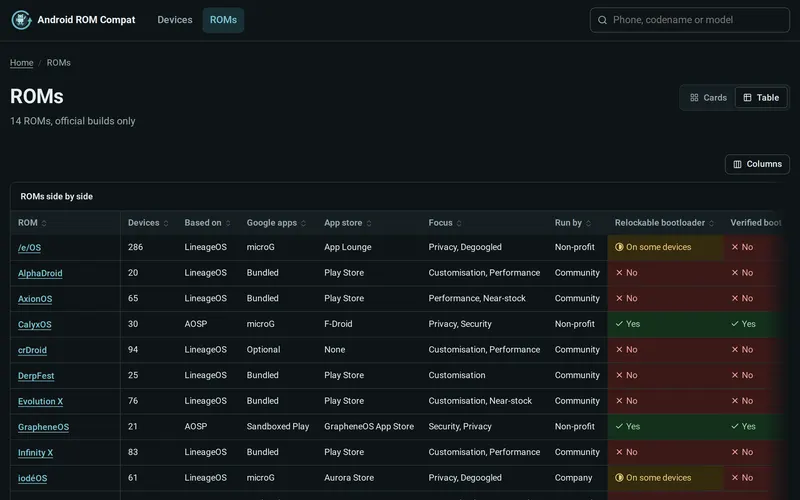 Android ROM Compat Devices ROMs Phone, codename or model
Home / ROMs
ROMs
Cards Table
14 ROMs, official builds only
Columns
ROMs side by side
ROM Devices Based on Google apps App store Focus Run by Relockable bootloader Verified boot
/e/OS 286 LineageOS microG App Lounge Privacy, Degoogled Non-profit On some devices No
AlphaDroid 20 LineageOS Bundled Play Store Customisation, Performance Community No No
AxionOS 65 LineageOS Bundled Play Store Performance, Near-stock Community No No
CalyxOS 30 AOSP microG F-Droid Privacy, Security Non-profit Yes Yes
crDroid 94 LineageOS Optional None Customisation, Performance Community No No
DerpFest 25 LineageOS Bundled Play Store Customisation Community No No
Evolution X 76 LineageOS Bundled Play Store Customisation, Near-stock Community No No
GrapheneOS 21 AOSP Sandboxed Play GrapheneOS App Store Security, Privacy Non-profit Yes Yes
Infinity X 83 LineageOS Bundled Play Store Customisation, Performance Community No No
iodéOS 61 LineageOS microG Aurora Store Privacy, Degoogled Company On some devices No